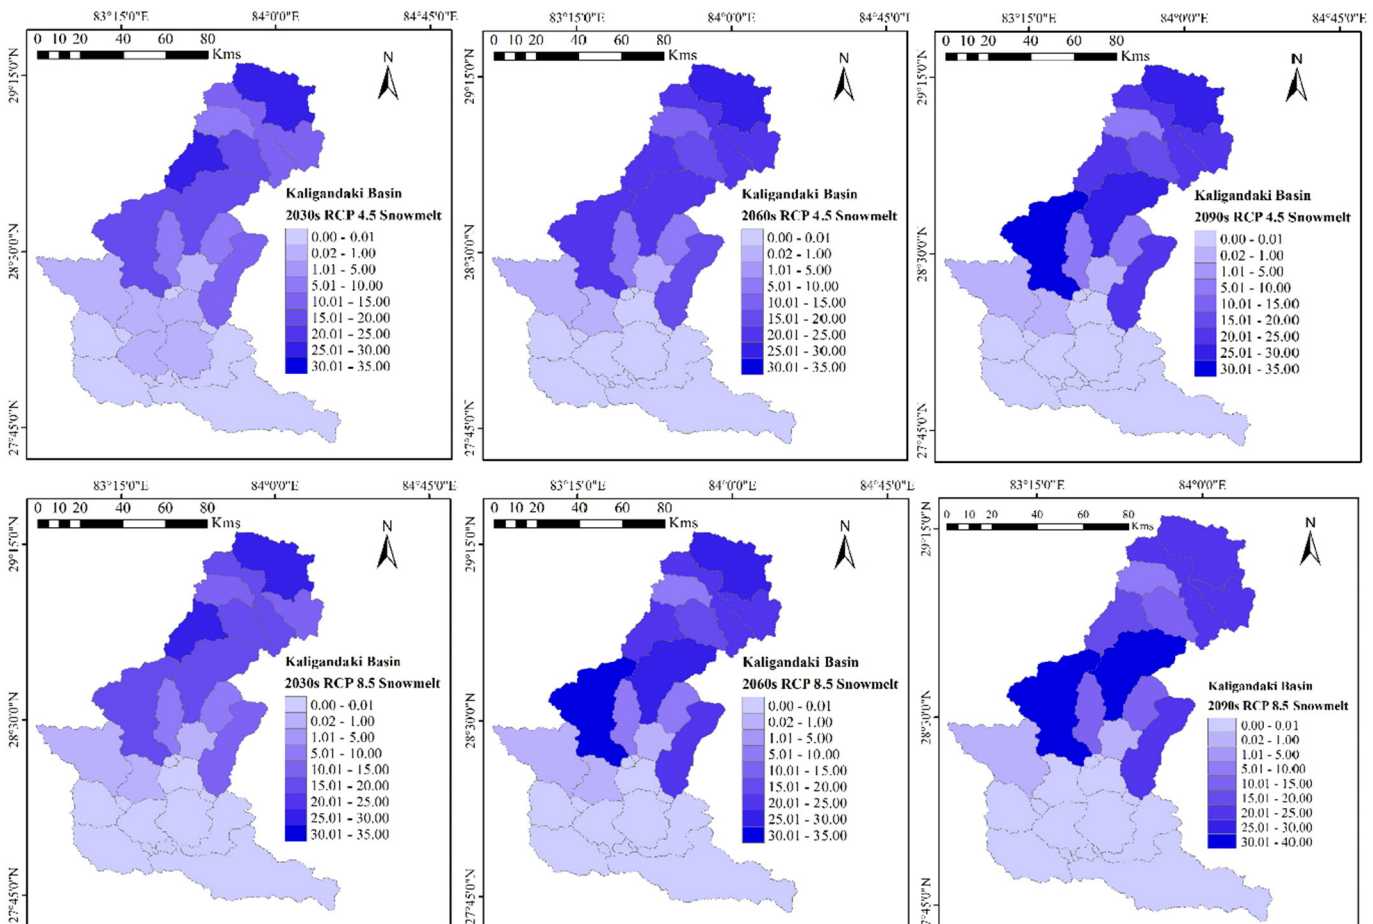 83°15'0"E 84°0'0"E 84°45'0"E
0 10 20 40 60 80 Kms
N
29°15'0"N
28°30'0"N
27°45'0"N
Kaligandaki Basin
2030s RCP 4.5 Snowmelt
0.00 - 0.01
0.02 - 1.00
1.01 - 5.00
5.01 - 10.00
10.01 - 15.00
15.01 - 20.00
20.01 - 25.00
25.01 - 30.00
30.01 - 35.00
83°15'0"E 84°0'0"E 84°45'0"E
0 10 20 40 60 80 Kms
N
29°15'0"N
28°30'0"N
27°45'0"N
Kaligandaki Basin
2060s RCP 4.5 Snowmelt
0.00 - 0.01
0.02 - 1.00
1.01 - 5.00
5.01 - 10.00
10.01 - 15.00
15.01 - 20.00
20.01 - 25.00
25.01 - 30.00
30.01 - 35.00
83°15'0"E 84°0'0"E 84°45'0"E
0 10 20 40 60 80 Kms
N
29°15'0"N
28°30'0"N
27°45'0"N
Kaligandaki Basin
2090s RCP 4.5 Snowmelt
0.00 - 0.01
0.02 - 1.00
1.01 - 5.00
5.01 - 10.00
10.01 - 15.00
15.01 - 20.00
20.01 - 25.00
25.01 - 30.00
30.01 - 35.00
83°15'0"E 84°0'0"E 84°45'0"E
0 10 20 40 60 80 Kms
N
29°15'0"N
28°30'0"N
27°45'0"N
Kaligandaki Basin
2030s RCP 8.5 Snowmelt
0.00 - 0.01
0.02 - 1.00
1.01 - 5.00
5.01 - 10.00
10.01 - 15.00
15.01 - 20.00
20.01 - 25.00
25.01 - 30.00
30.01 - 35.00
83°15'0"E 84°0'0"E 84°45'0"E
0 10 20 40 60 80 Kms
N
29°15'0"N
28°30'0"N
27°45'0"N
Kaligandaki Basin
2060s RCP 8.5 Snowmelt
0.00 - 0.01
0.02 - 1.00
1.01 - 5.00
5.01 - 10.00
10.01 - 15.00
15.01 - 20.00
20.01 - 25.00
25.01 - 30.00
30.01 - 35.00
83°15'0"E 84°0'0"E
0 10 20 40 60 80 Kms
N
29°15'0"N
28°30'0"N
27°45'0"N
Kaligandaki Basin
2090s RCP 8.5 Snowmelt
0.00 - 0.01
0.02 - 1.00
1.01 - 5.00
5.01 - 10.00
10.01 - 15.00
15.01 - 20.00
20.01 - 25.00
25.01 - 30.00
30.01 - 40.00